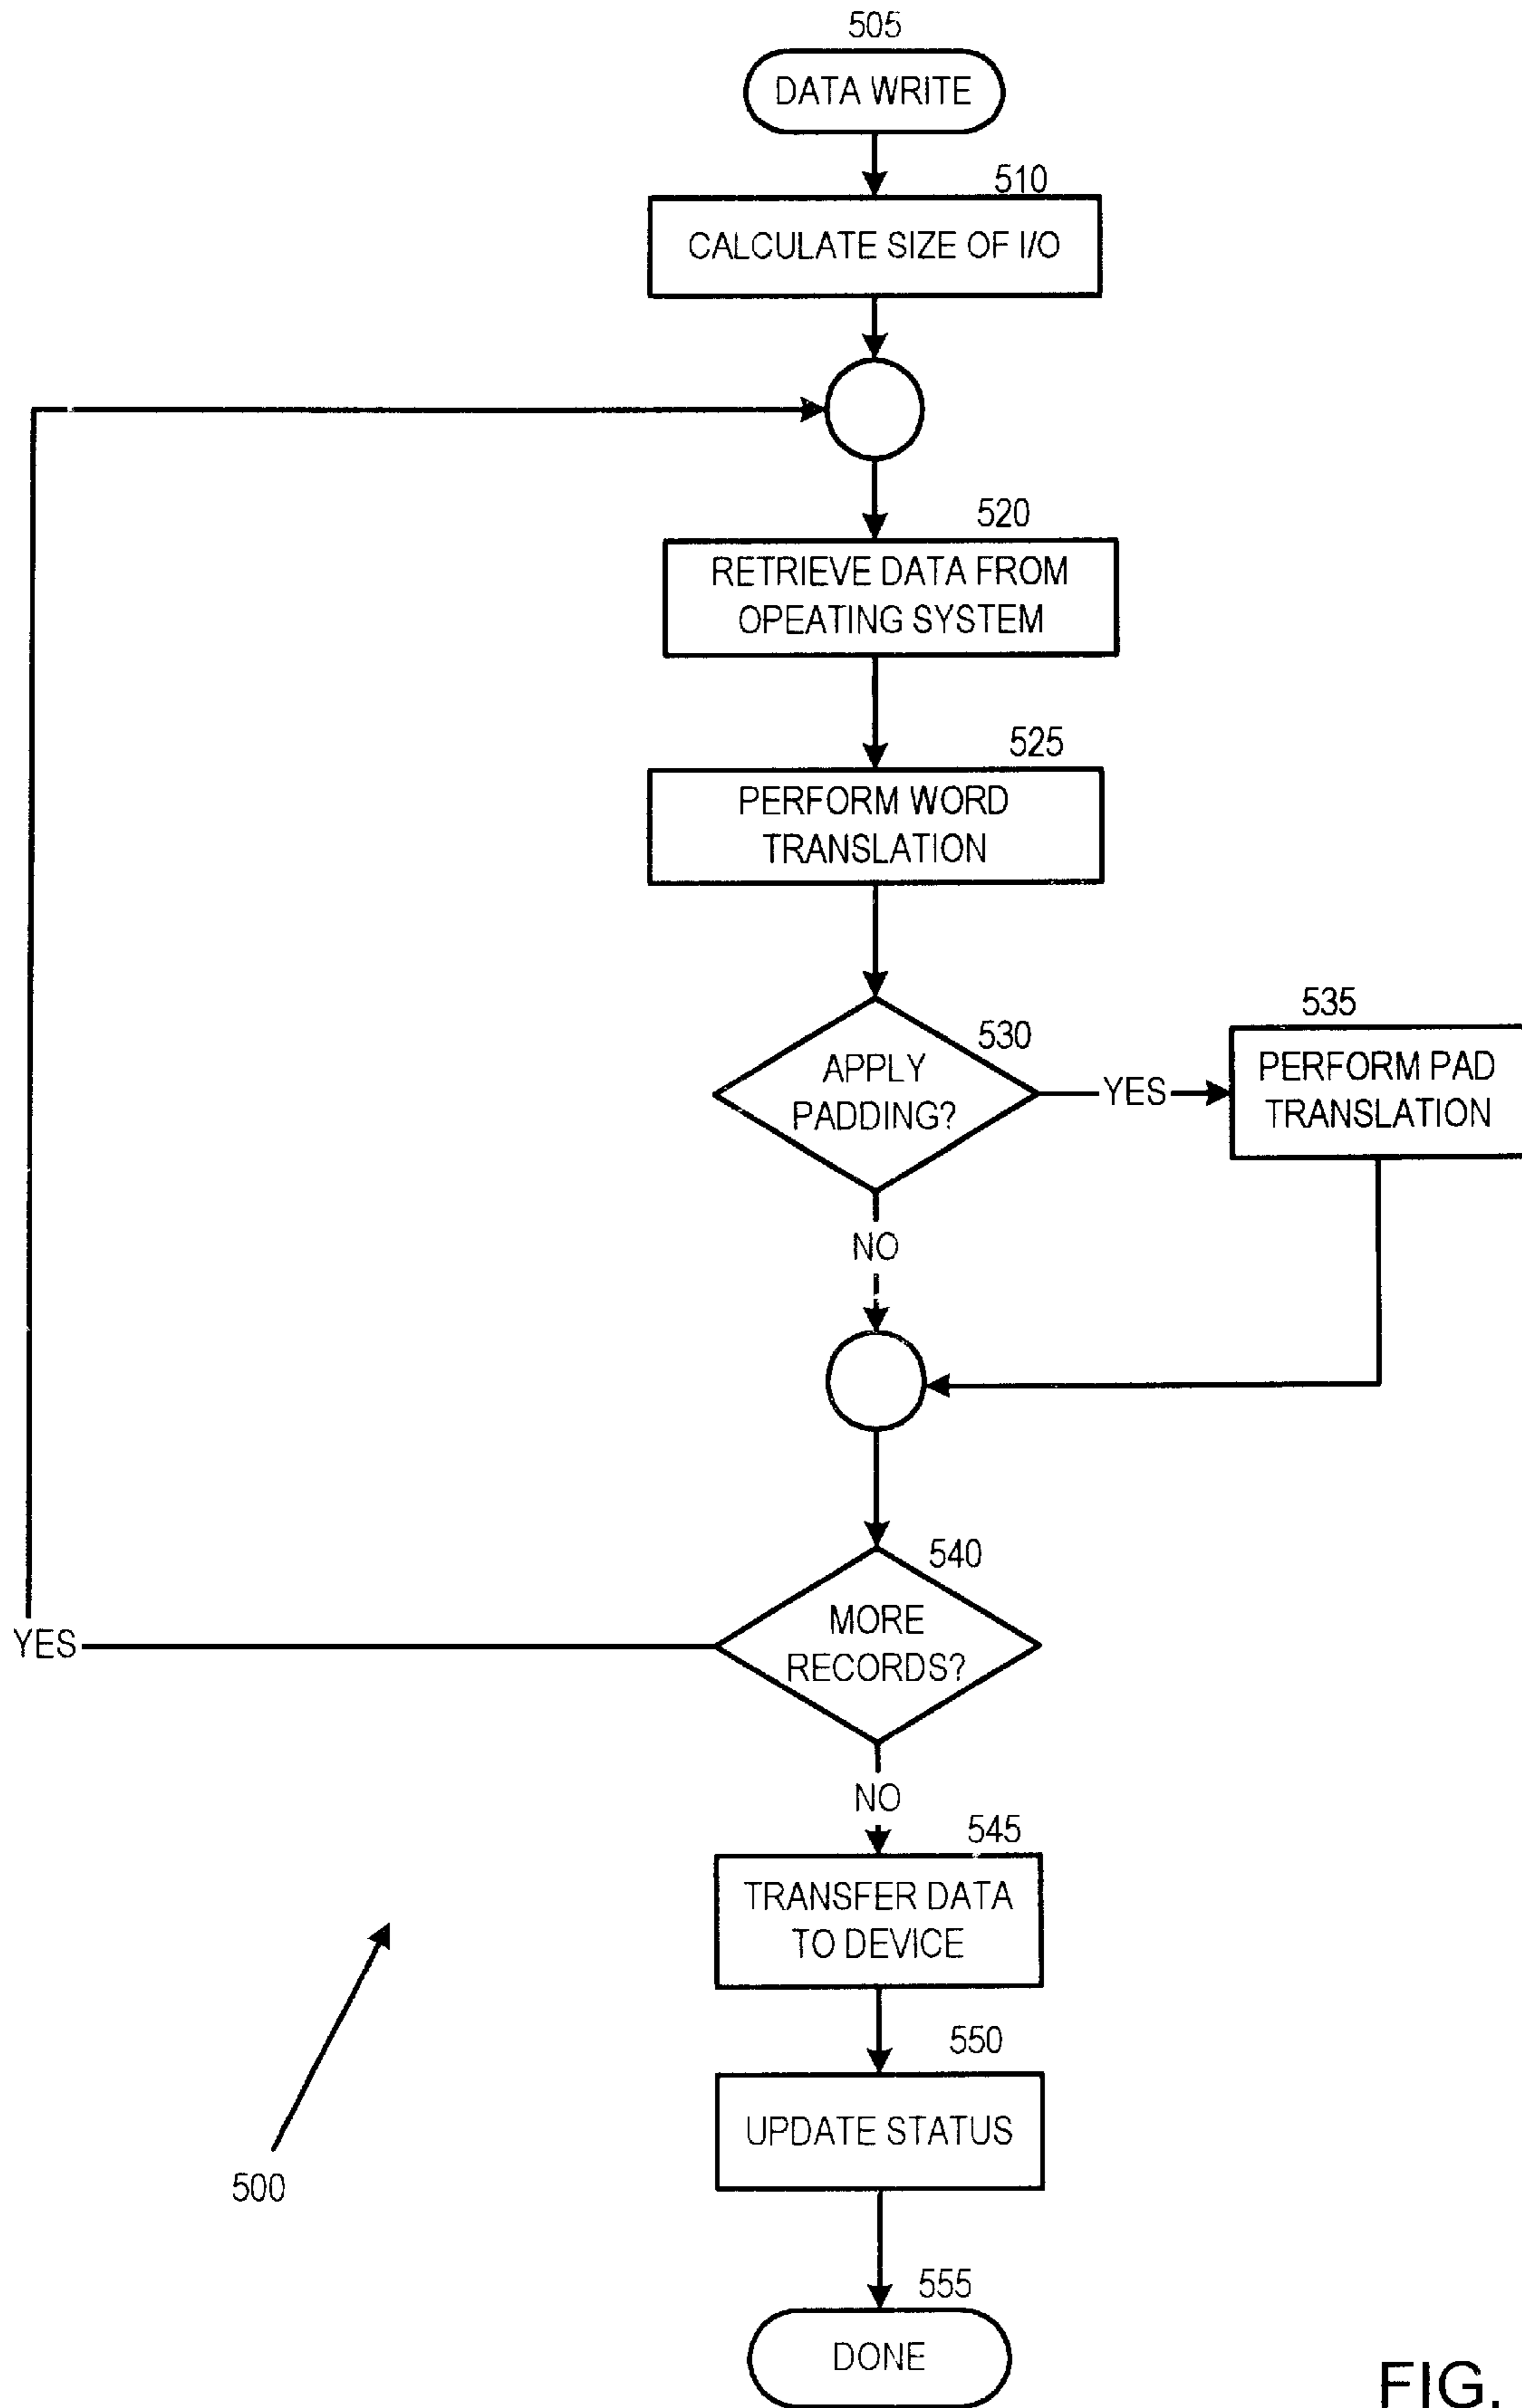 505
DATA WRITE
510
CALCULATE SIZE OF I/O
520
RETRIEVE DATA FROM
OPEATING SYSTEM
525
PERFORM WORD
TRANSLATION
530
APPLY
PADDING?
YES
535
PERFORM PAD
TRANSLATION
NO
540
MORE
RECORDS?
YES
NO
545
TRANSFER DATA
TO DEVICE
550
UPDATE STATUS
500
555
DONE
FIG.